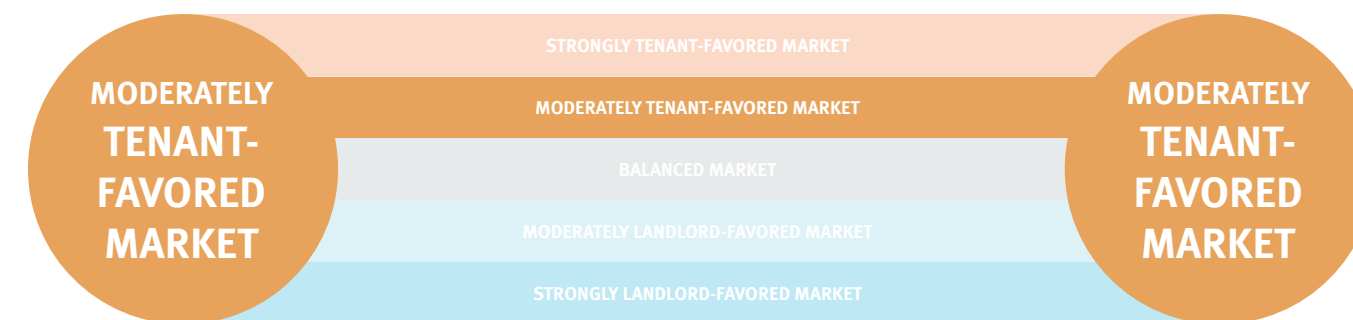 MODERATELY
TENANT-
FAVORED
MARKET
STRONGLY TENANT-FAVORED MARKET
MODERATELY TENANT-FAVORED MARKET
BALANCED MARKET
MODERATELY LANDLORD-FAVORED MARKET
STRONGLY LANDLORD-FAVORED MARKET
MODERATELY
TENANT-
FAVORED
MARKET